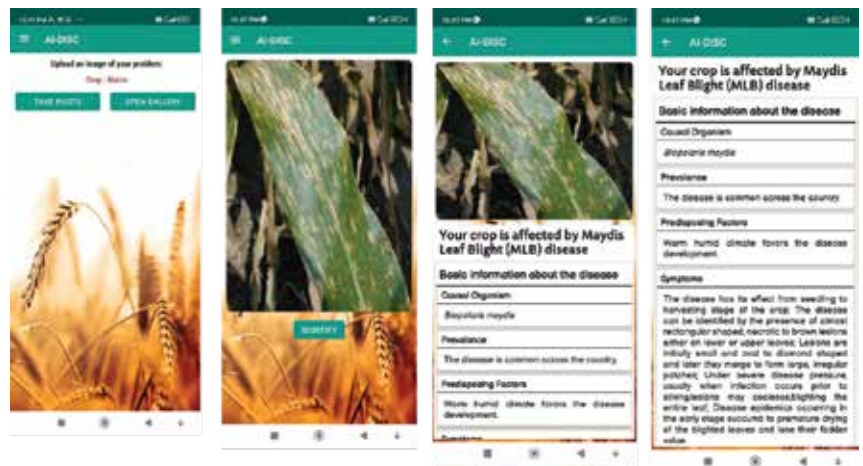 AI-DISC
Upload an image of your problem:
Crop : Maize
TAKE PHOTO
OPEN GALLERY
AI-DISC
IDENTIFY
AI-DISC
Your crop is affected by Maydis
Leaf Blight (MLB) disease
Basic information about the disease
Causal Organism
Biopolaris maydis
Prevalence
The disease is common across the country.
Predisposing Factors
Warm humid climate favors the disease
development.
Symptoms
AI-DISC
Your crop is affected by Maydis
Leaf Blight (MLB) disease
Basic information about the disease
Causal Organism
Biopolaris maydis
Prevalence
The disease is common across the country.
Predisposing Factors
Warm humid climate favors the disease
development.
Symptoms
The disease has its effect from seedling to
harvesting stage of the crop; The disease
can be identified by the presence of almost
rectangular shaped, necrotic to brown lesions
either on lower or upper leaves; Lesions are
initially small and oval to diamond shaped
and later they merge to form large, irregular
patches; Under severe disease pressure,
usually when infection occurs prior to
lesions may coalesce,blighting the
entire leaf; Disease epidemics occurring in
the early stage succumb to premature drying
of the blighted leaves and lose their fodder
value.